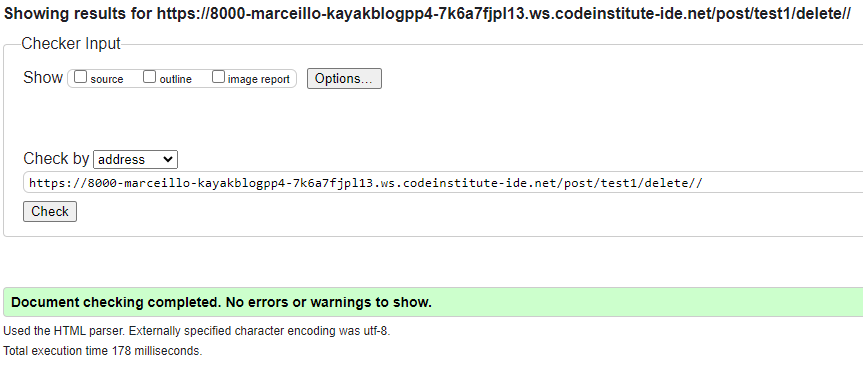 Showing results for https://8000-marceillo-kayakblogpp4-7k6a7fjpl13.ws.codeinstitute-ide.net/post/test1/delete//
Checker Input
Show source outline image report Options...
Check by address
https://8000-marceillo-kayakblogpp4-7k6a7fjpl13.ws.codeinstitute-ide.net/post/test1/delete//
Check
Document checking completed. No errors or warnings to show.
Used the HTML parser. Externally specified character encoding was utf-8.
Total execution time 178 milliseconds.